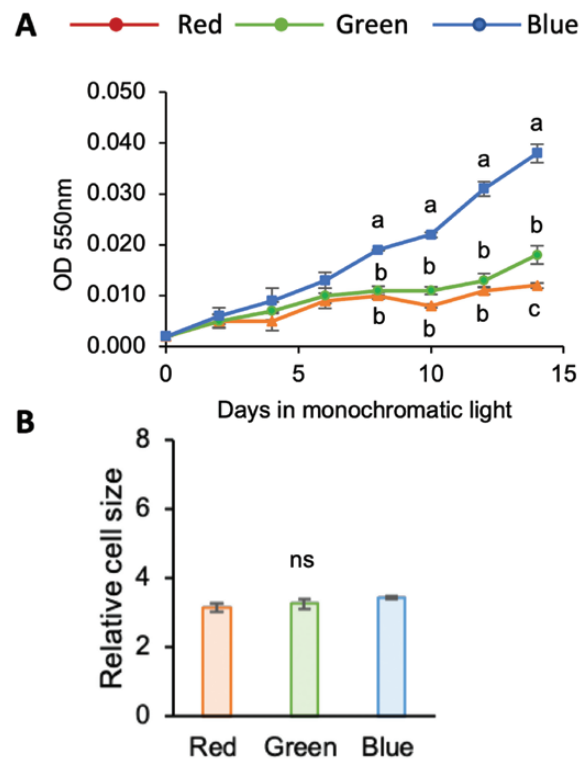 A Red Green Blue
0.050
0.040
0.030
0.020
0.010
0.000
OD 550nm
a
a
a
a
b
b
b
b
b
b
b
c
0 5 10 15
Days in monochromatic light
B
8
6
4
2
0
Relative cell size
ns
Red Green Blue